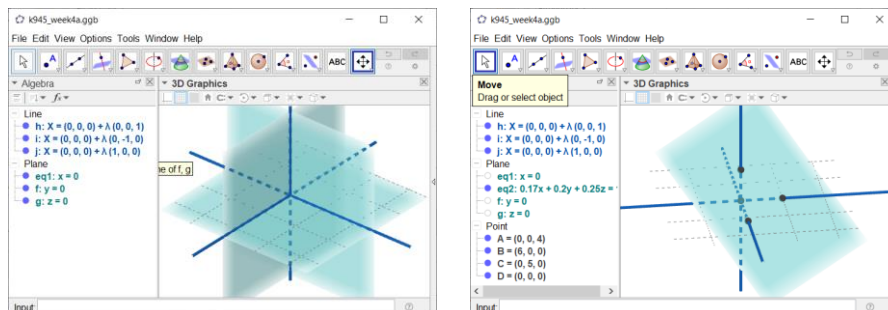 k945_week4a.ggb
File Edit View Options Tools Window Help
ABC
Algebra
3D Graphics
Line
h: X = (0, 0, 0) + λ (0, 0, 1)
i: X = (0, 0, 0) + λ (0, -1, 0)
j: X = (0, 0, 0) + λ (1, 0, 0)
Plane
eq1: x = 0
f: y = 0
g: z = 0
ne of f, g
Input:
k945_week4a.ggb
File Edit View Options Tools Window Help
ABC
Move
Drag or select object
3D Graphics
Line
h: X = (0, 0, 0) + λ (0, 0, 1)
i: X = (0, 0, 0) + λ (0, -1, 0)
j: X = (0, 0, 0) + λ (1, 0, 0)
Plane
eq1: x = 0
eq2: 0.17x + 0.2y + 0.25z =
f: y = 0
g: z = 0
Point
A = (0, 0, 4)
B = (6, 0, 0)
C = (0, 5, 0)
D = (0, 0, 0)
Input: